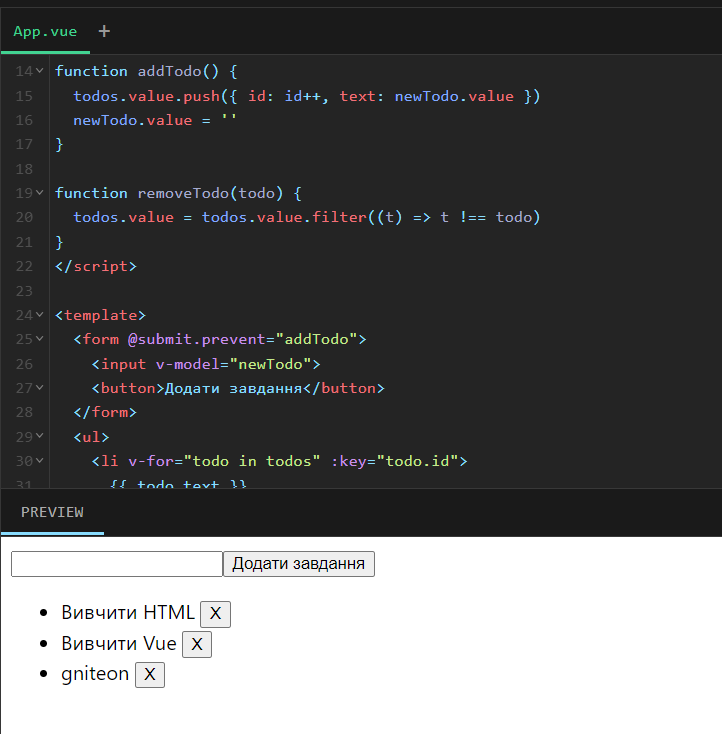 App.vue +
14 function addTodo() {
15 todos.value.push({ id: id++, text: newTodo.value })
16 newTodo.value = ''
17 }
18
19 function removeTodo(todo) {
20 todos.value = todos.value.filter((t) => t !== todo)
21 }
22 </script>
23
24 <template>
25 <form @submit.prevent="addTodo">
26 <input v-model="newTodo">
27 <button>Додати завдання</button>
28 </form>
29 <ul>
30 <li v-for="todo in todos" :key="todo.id">
31 {{ todo.text }}
PREVIEW
Додати завдання
Вивчити HTML X
Вивчити Vue X
gniteon X